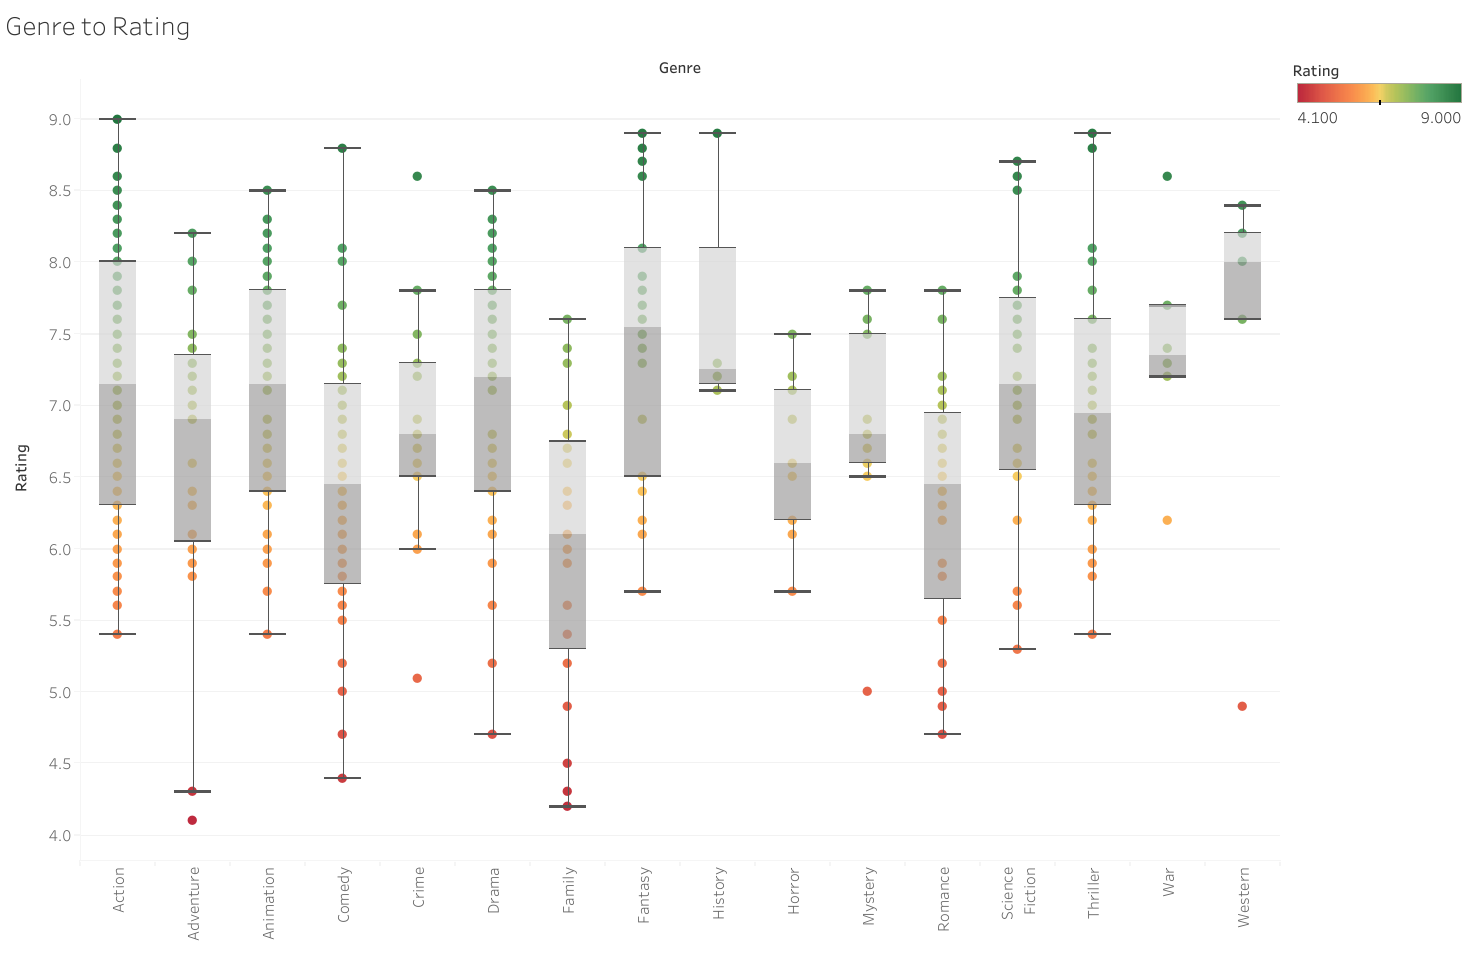 Genre to Rating
Genre
Rating
4.100 9.000
Rating
9.0
8.5
8.0
7.5
7.0
6.5
6.0
5.5
5.0
4.5
4.0
Action
Adventure
Animation
Comedy
Crime
Drama
Family
Fantasy
History
Horror
Mystery
Romance
Science
Fiction
Thriller
War
Western